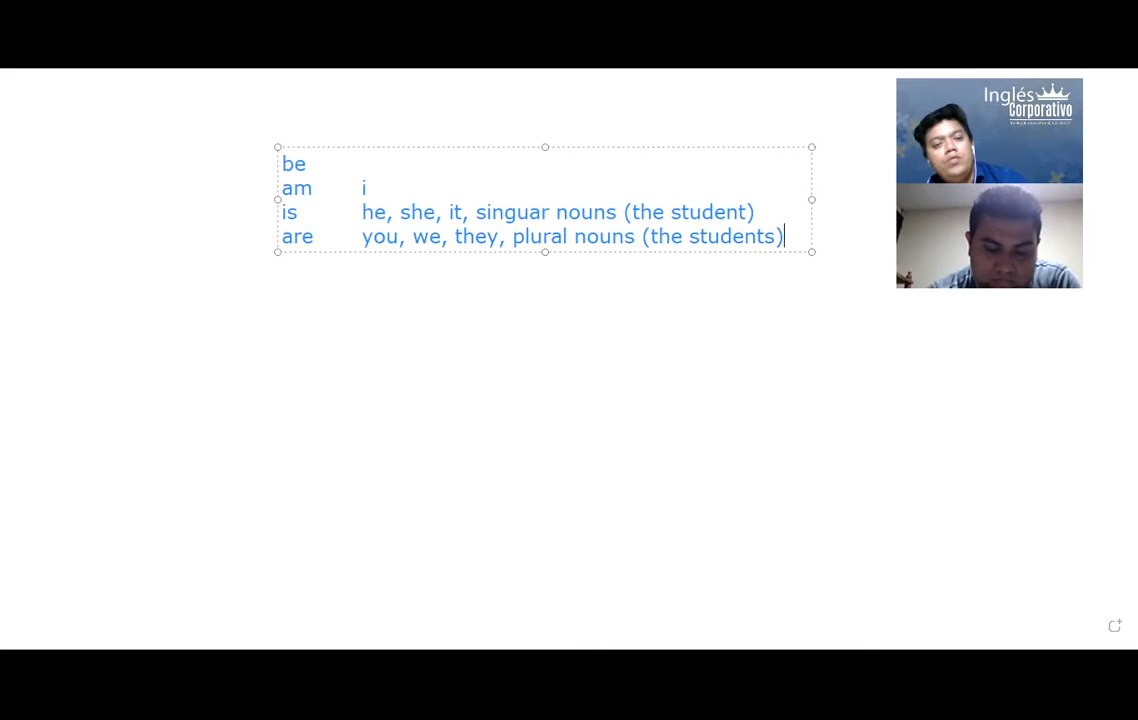 Inglés
Corporativo
be
am i
is he, she, it, singuar nouns (the student)
are you, we, they, plural nouns (the students)